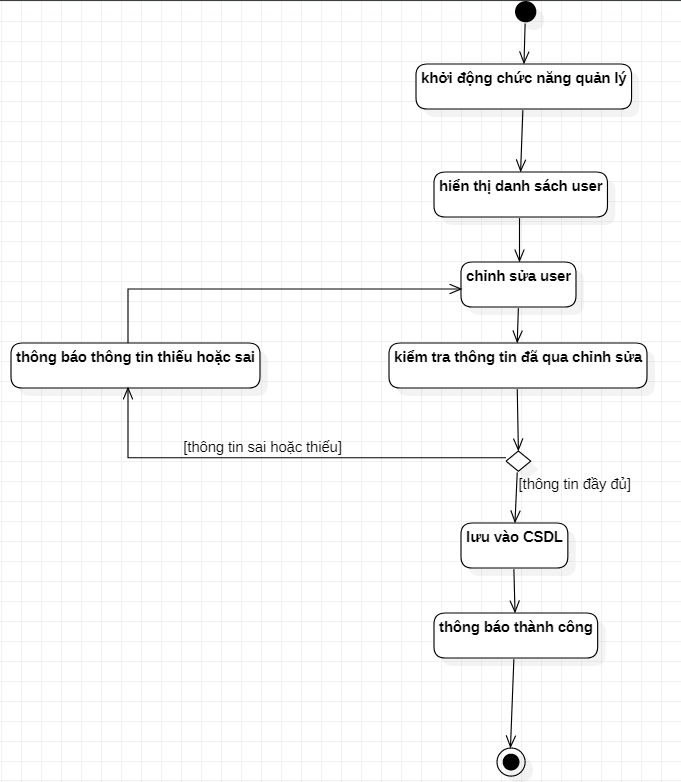 khởi động chức năng quản lý
hiển thị danh sách user
chỉnh sửa user
thông báo thông tin thiếu hoặc sai
kiểm tra thông tin đã qua chỉnh sửa
[thông tin sai hoặc thiếu]
[thông tin đầy đủ]
lưu vào CSDL
thông báo thành công